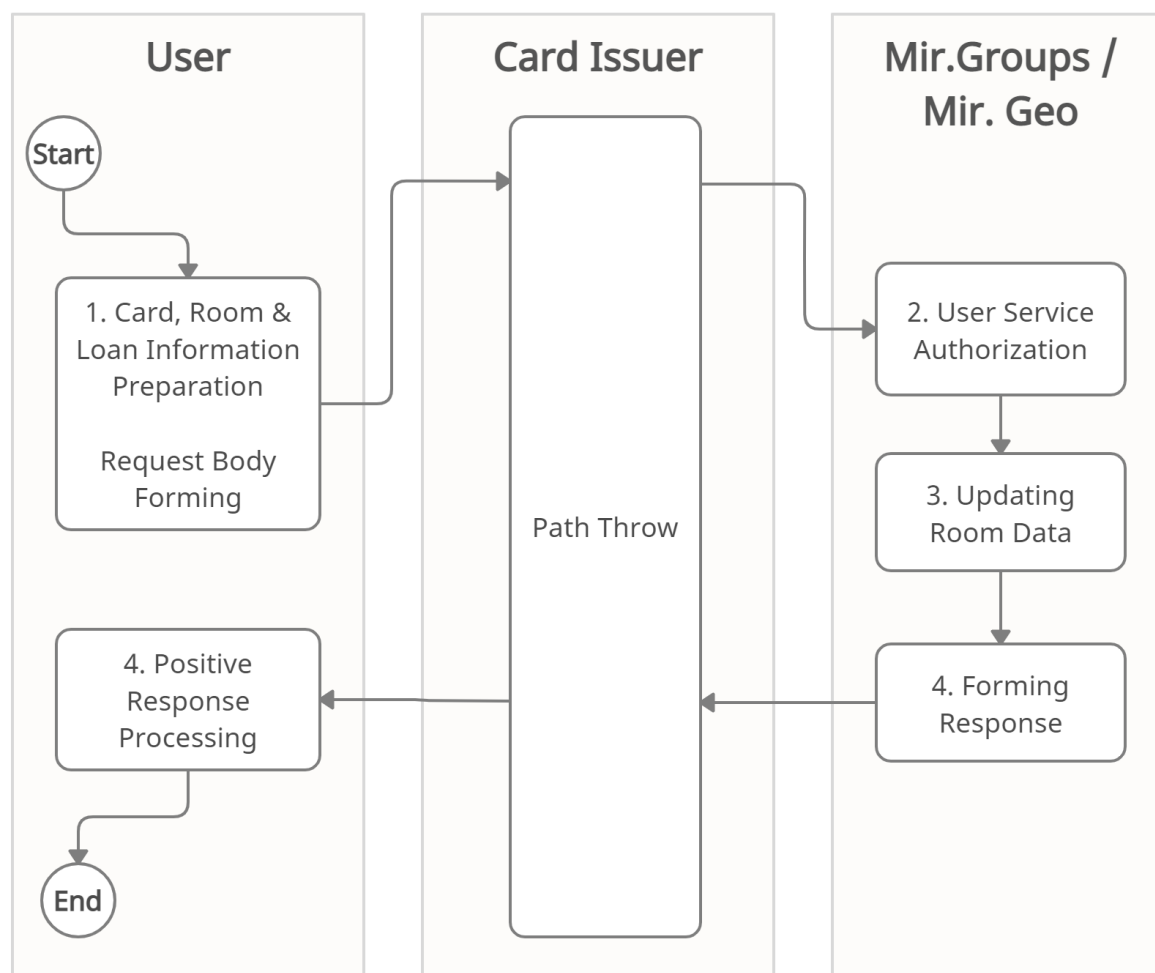 User
Card Issuer
Mir.Groups /
Mir. Geo
Start
1. Card, Room &
Loan Information
Preparation
Request Body
Forming
Path Throw
2. User Service
Authorization
3. Updating
Room Data
4. Forming
Response
4. Positive
Response
Processing
End